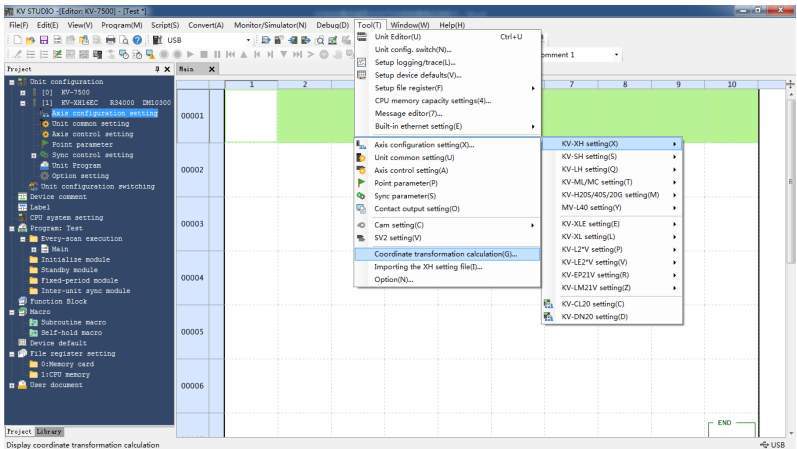 KV STUDIO -[Editor: KV-7500] - [Test *]
File(F) Edit(E) View(V) Program(M) Script(S) Convert(A) Monitor/Simulator(N) Debug(D) Tool(T) Window(W) Help(H)
USB
omment 1
Project
Main
Unit configuration
[0] KV-7500
[1] KV-XH16EC R34000 DM10300
Axis configuration setting
Unit common setting
Axis control setting
Point parameter
Sync control setting
Unit Program
Option setting
Unit configuration switching
Device comment
Label
CPU system setting
Program: Test
Every-scan execution
Main
Initialize module
Standby module
Fixed-period module
Inter-unit sync module
Function Block
Macro
Subroutine macro
Self-hold macro
Device default
File register setting
0:Memory card
1:CPU memory
User document
Project Library
Display coordinate transformation calculation
1 2 7 8 9 10
00001
00002
00003
00004
00005
00006
END
Unit Editor(U) Ctrl+U
Unit config. switch(N)...
Setup logging/trace(L)...
Setup device defaults(V)...
Setup file register(F)
CPU memory capacity settings(4)...
Message editor(7)...
Built-in ethernet setting(E)
Axis configuration setting(X)...
Unit common setting(U)
Axis control setting(A)
Point parameter(P)
Sync parameter(S)
Contact output setting(O)
Cam setting(C)
SV2 setting(V)
Coordinate transformation calculation(G)...
Importing the XH setting file(I)...
Option(N)...
KV-XH setting(X)
KV-SH setting(S)
KV-LH setting(Q)
KV-ML/MC setting(T)
KV-H20S/40S/20G setting(M)
MV-L40 setting(Y)
KV-XLE setting(E)
KV-XL setting(L)
KV-L2*V setting(P)
KV-LE2*V setting(V)
KV-EP21V setting(R)
KV-LM21V setting(Z)
KV-CL20 setting(C)
KV-DN20 setting(D)
USB